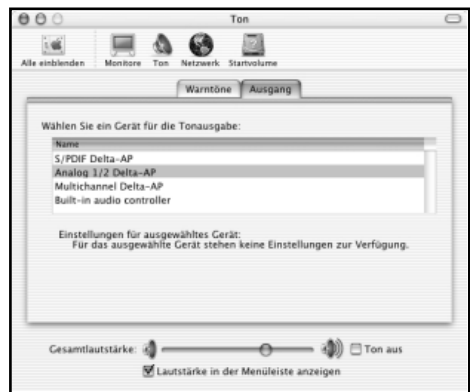 Ton
Alle einblenden Monitore Ton Netzwerk Startvolume
Warntöne Ausgang
Wählen Sie ein Gerät für die Tonausgabe:
Name
S/PDIF Delta-AP
Analog 1/2 Delta-AP
Multichannel Delta-AP
Built-in audio controller
Einstellungen für ausgewähltes Gerät:
Für das ausgewählte Gerät stehen keine Einstellungen zur Verfügung.
Gesamtlautstärke: Ton aus
Lautstärke in der Menüleiste anzeigen